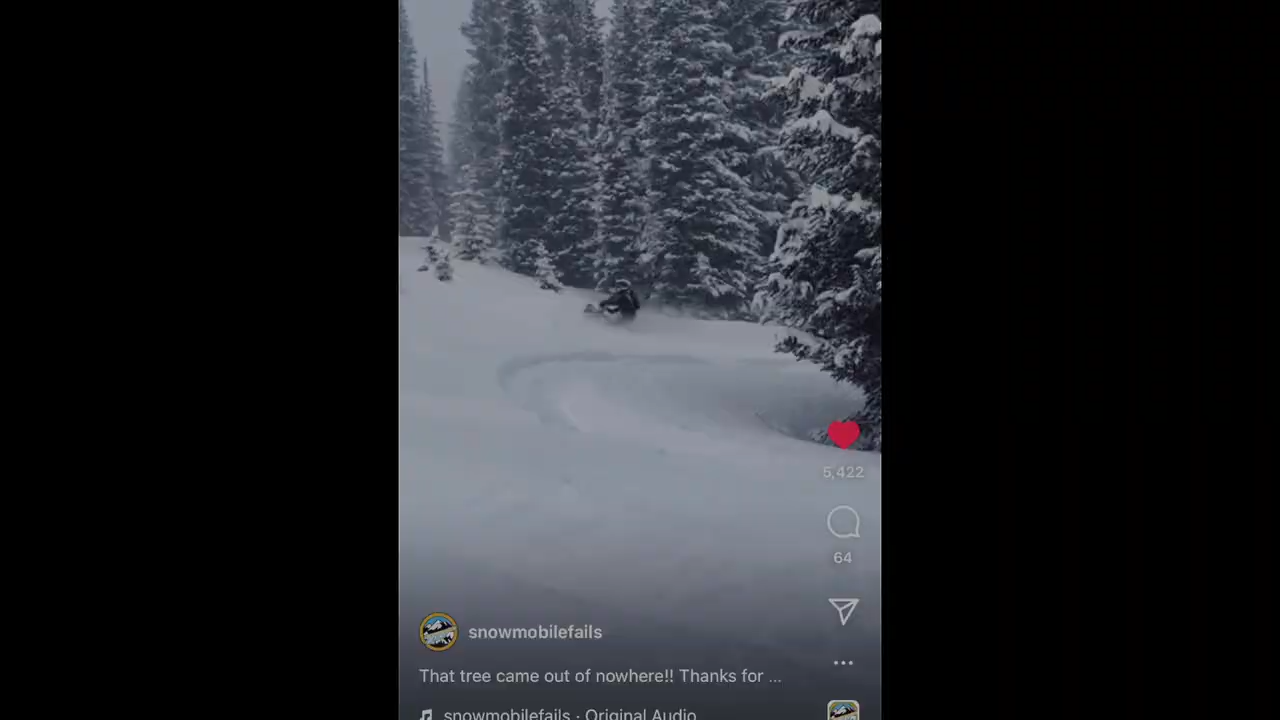 5,422
64
snowmobilefails
That tree came out of nowhere!! Thanks for ...
snowmobilefails · Original Audio